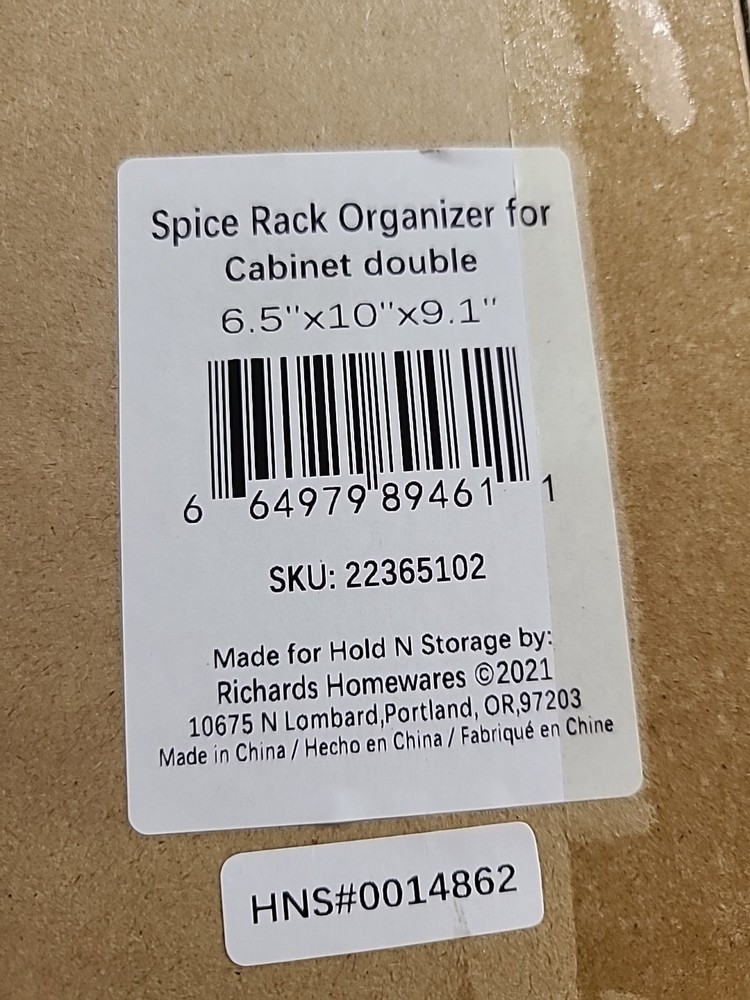 Spice Rack Organizer for
Cabinet double
6.5"x10"x9.1"
6 64979 89461 1
SKU: 22365102
Made for Hold N Storage by:
Richards Homewares ©2021
10675 N Lombard,Portland, OR,97203
Made in China / Hecho en China / Fabriqué en Chine
HNS#0014862